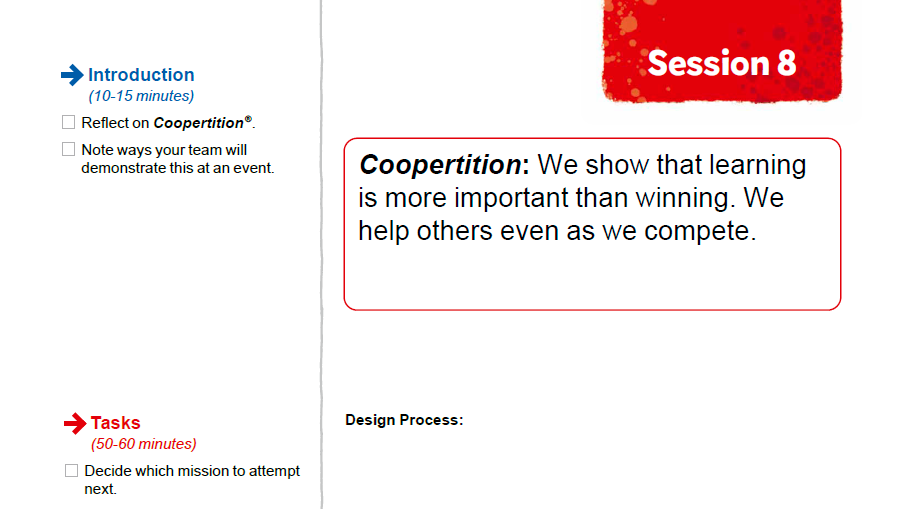 Session 8
Introduction
(10-15 minutes)
Reflect on Coopertition®.
Note ways your team will
demonstrate this at an event.
Coopertition: We show that learning
is more important than winning. We
help others even as we compete.
Tasks
(50-60 minutes)
Decide which mission to attempt
next.
Design Process: